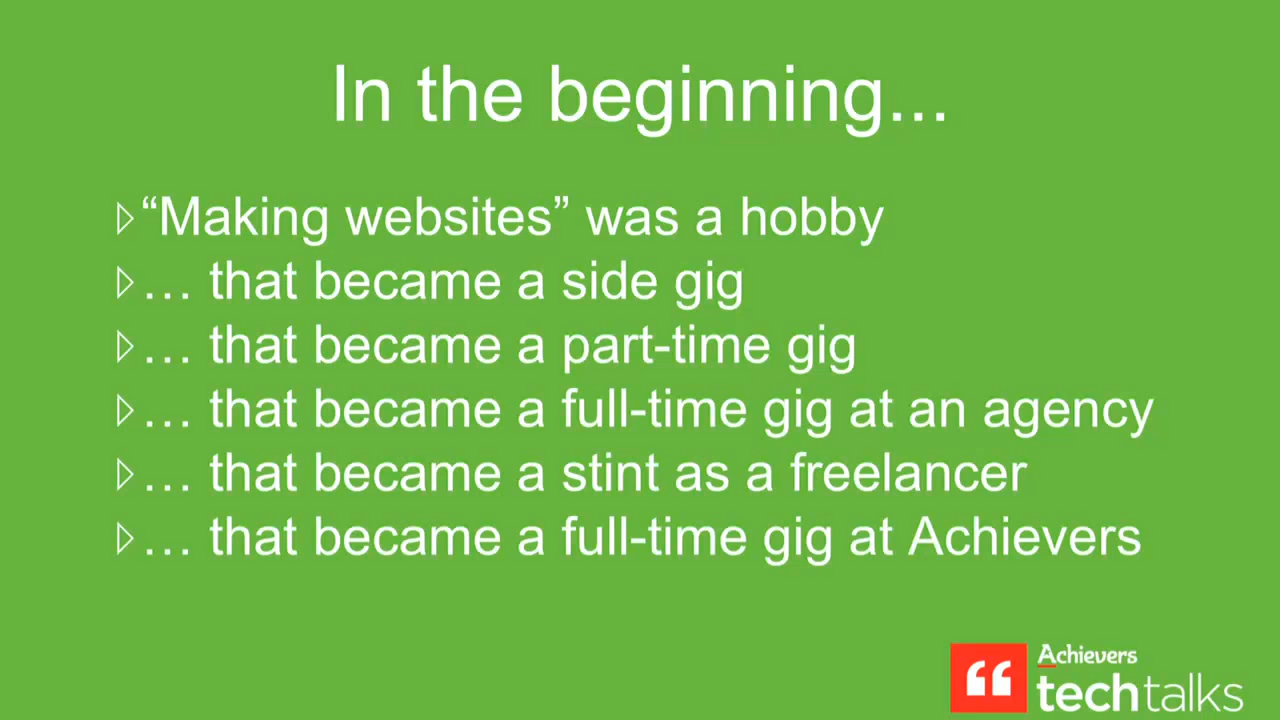 In the beginning...
“Making websites” was a hobby
… that became a side gig
… that became a part-time gig
… that became a full-time gig at an agency
… that became a stint as a freelancer
… that became a full-time gig at Achievers
Achievers
techtalks